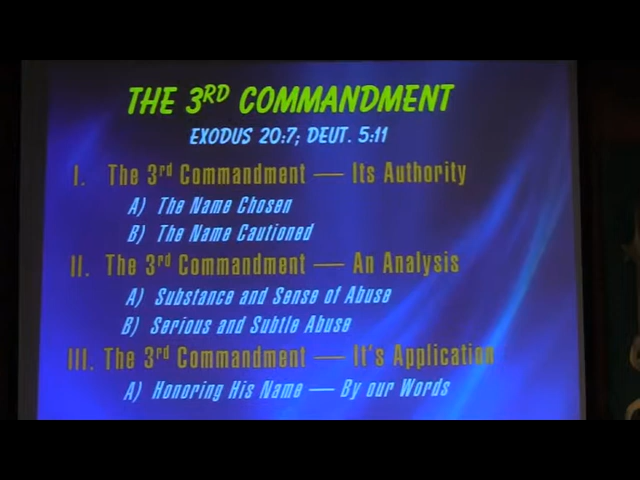 THE 3RD COMMANDMENT
EXODUS 20:7; DEUT. 5:11
I. The 3rd Commandment — Its Authority
A) The Name Chosen
B) The Name Cautioned
II. The 3rd Commandment — An Analysis
A) Substance and Sense of Abuse
B) Serious and Subtle Abuse
III. The 3rd Commandment — It's Application
A) Honoring His Name — By our Words